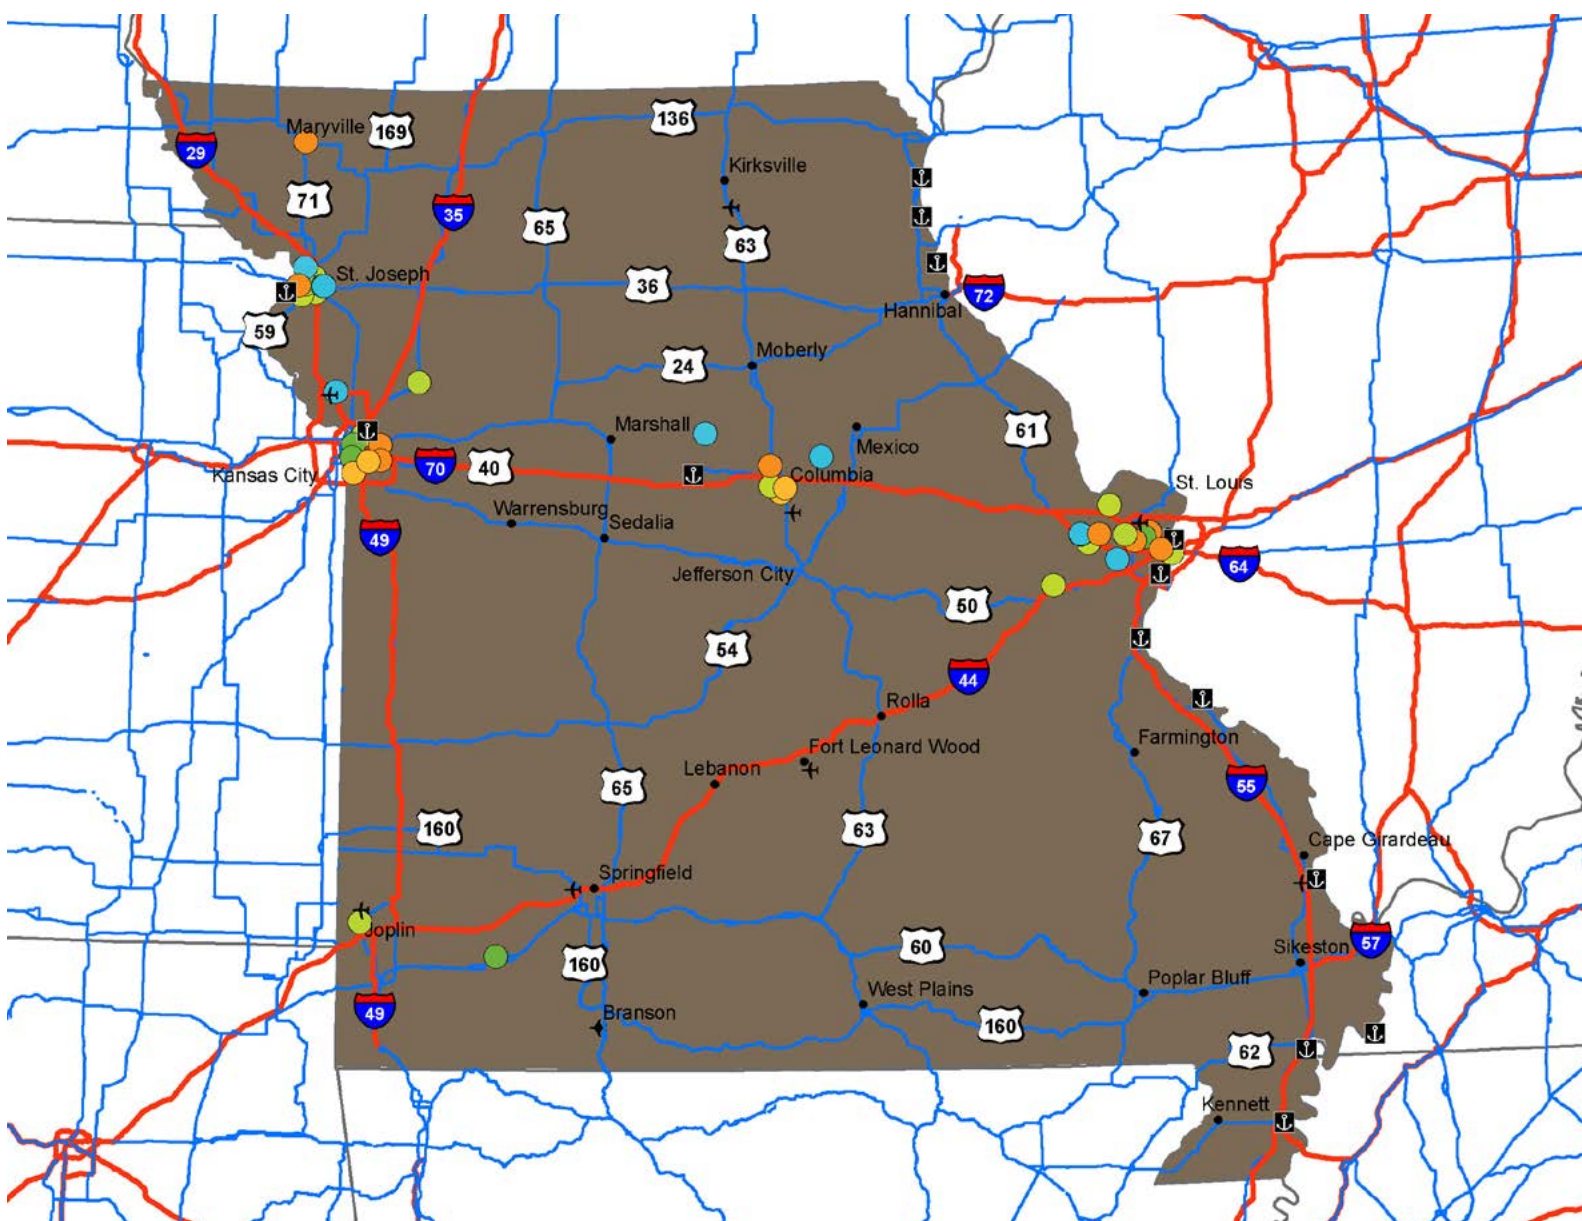 136
Maryville
169
29
Kirksville
71
35
65
63
St. Joseph
36
72
Hannibal
59
Moberly
24
Marshall
Mexico
61
Kansas City
70
40
Columbia
St. Louis
Warrensburg
Sedalia
49
64
Jefferson City
50
54
44
Rolla
Farmington
Fort Leonard Wood
Lebanon
65
55
160
63
67
Cape Girardeau
Springfield
Joplin
60
57
Sikeston
160
Poplar Bluff
West Plains
49
Branson
160
62
Kennett